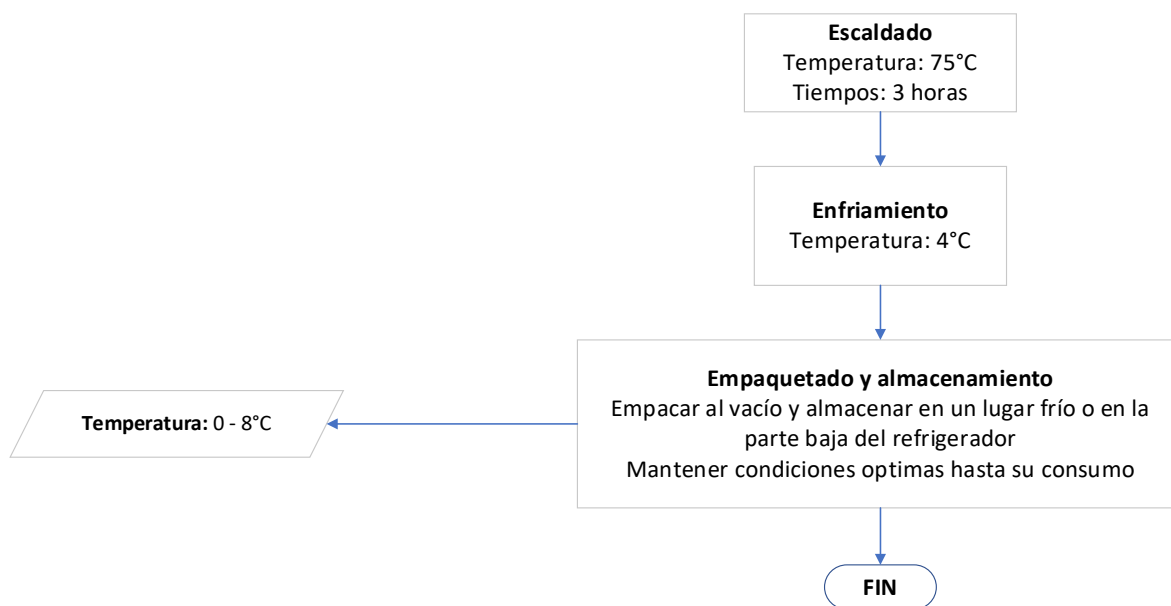 Escaldado
Temperatura: 75°C
Tiempos: 3 horas
Enfriamiento
Temperatura: 4°C
Empaquetado y almacenamiento
Empacar al vacío y almacenar en un lugar frío o en la
parte baja del refrigerador
Mantener condiciones optimas hasta su consumo
Temperatura: 0 - 8°C
FIN